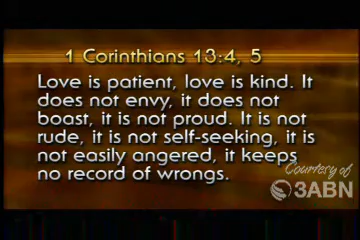 1 Corinthians 13:4, 5
Love is patient, love is kind. It
does not envy, it does not
boast, it is not proud. It is not
rude, it is not self-seeking, it is
not easily angered, it keeps
no record of wrongs.
Courtesy of
3ABN